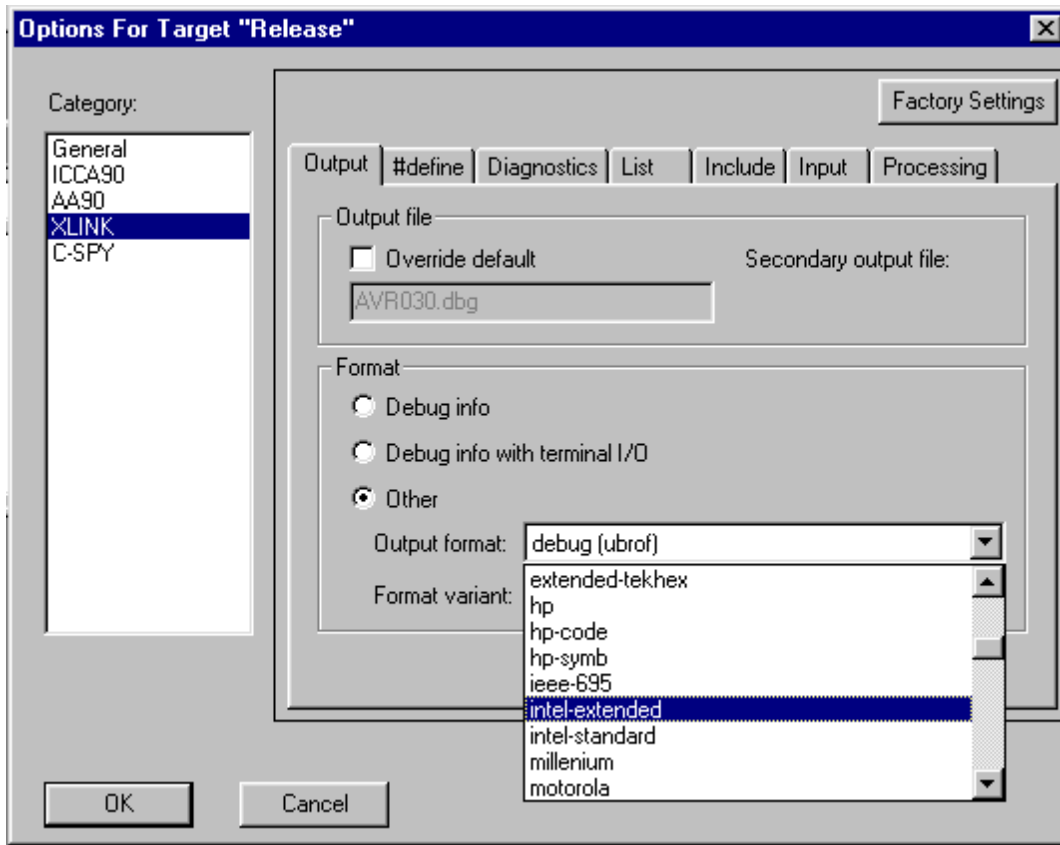 Options For Target "Release"
Category:
General
ICCA90
AA90
XLINK
C-SPY
Factory Settings
Output #define Diagnostics List Include Input Processing
Output file
Override default
Secondary output file:
AVR030.dbg
Format
Debug info
Debug info with terminal I/O
Other
Output format: debug (ubrof)
Format variant:
extended-tekhex
hp
hp-code
hp-symb
ieee-695
intel-extended
intel-standard
millenium
motorola
OK
Cancel